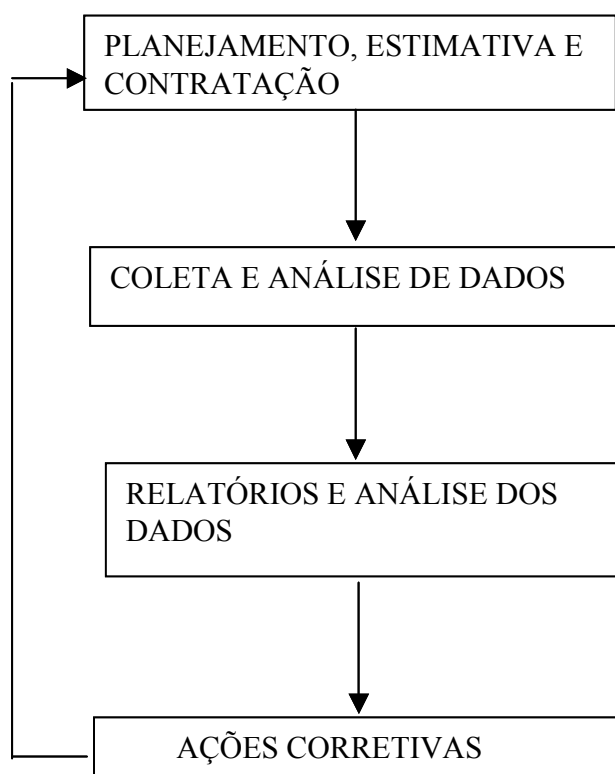 PLANEJAMENTO, ESTIMATIVA E
CONTRATAÇÃO
COLETA E ANÁLISE DE DADOS
RELATÓRIOS E ANÁLISE DOS
DADOS
AÇÕES CORRETIVAS